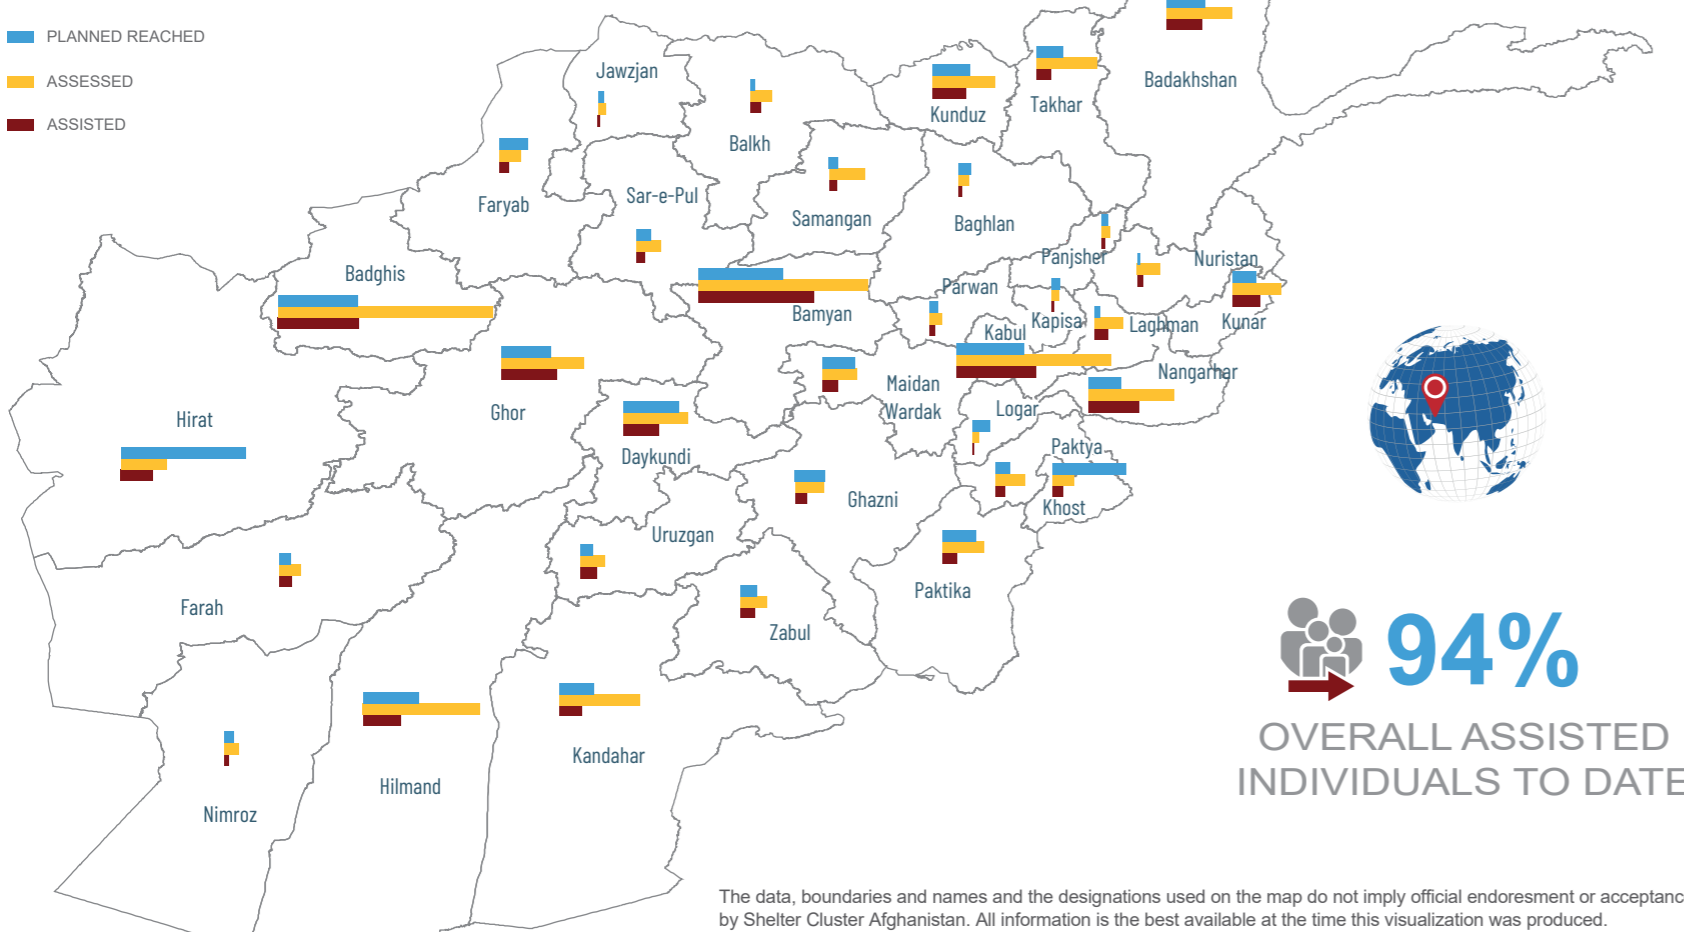 PLANNED REACHED
ASSESSED
ASSISTED
Jawzjan
Badakhshan
Takhar
Kunduz
Balkh
Faryab
Sar-e-Pul
Samangan
Baghlan
Panjsher
Nuristan
Badghis
Parwan
Bamyan
Kabul
Kapisa
Laghman
Kunar
Nangarhar
Maidan
Wardak
Hirat
Ghor
Logar
Daykundi
Paktya
Ghazni
Khost
Uruzgan
Paktika
Farah
Zabul
Kandahar
Hilmand
Nimroz
94%
OVERALL ASSISTED
INDIVIDUALS TO DATE
The data, boundaries and names and the designations used on the map do not imply official endoresment or acceptanc
by Shelter Cluster Afghanistan. All information is the best available at the time this visualization was produced.